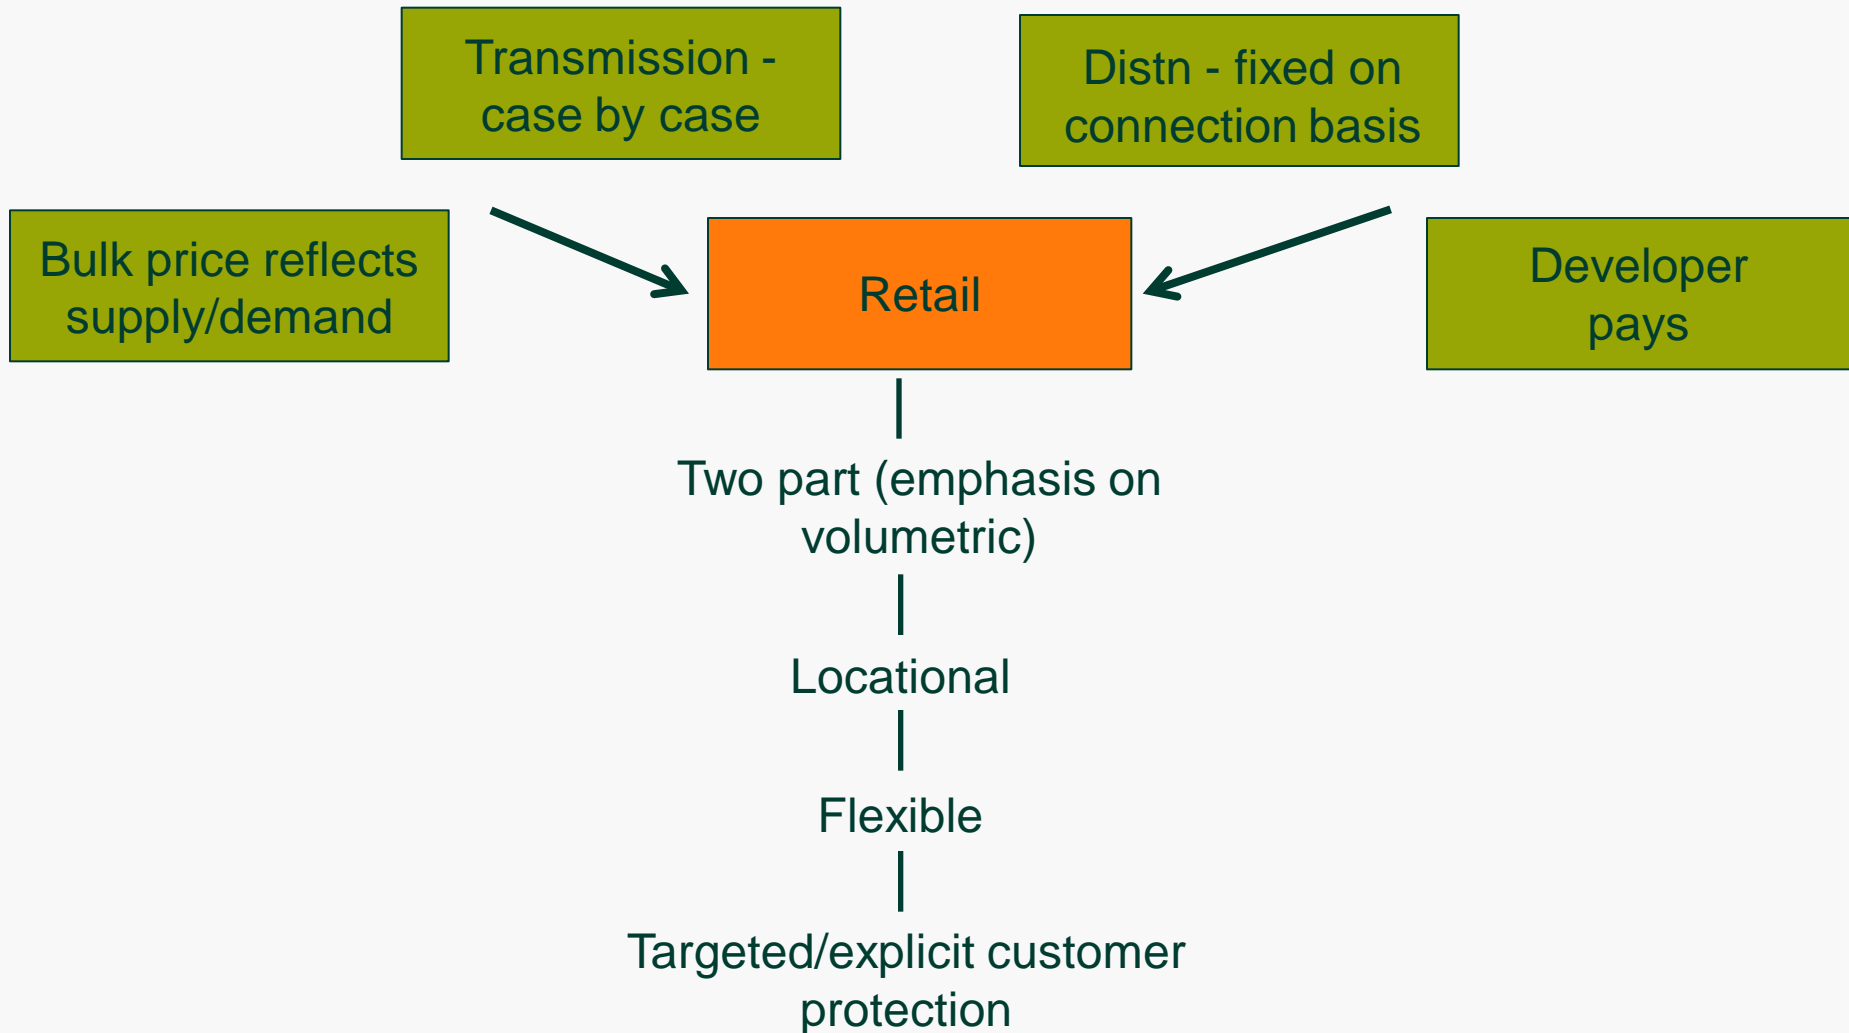 Transmission -
case by case
Distn - fixed on
connection basis
Bulk price reflects
supply/demand
Retail
Developer
pays
Two part (emphasis on
volumetric)
Locational
Flexible
Targeted/explicit customer
protection